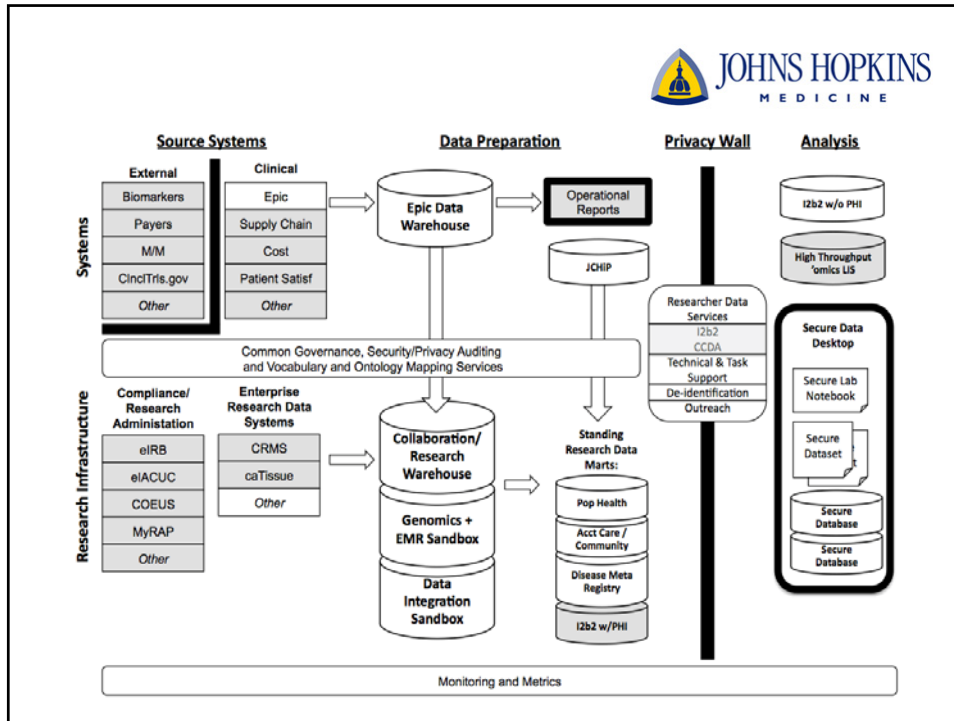 JOHNS HOPKINS
MEDICINE
Source Systems
Data Preparation
Privacy Wall
Analysis
Systems
External
Biomarkers
Payers
M/M
ClnclTrls.gov
Other
Clinical
Epic
Supply Chain
Cost
Patient Satisf
Other
Epic Data
Warehouse
Operational
Reports
JCHIP
I2b2 w/o PHI
High Throughput
'omics LIS
Researcher Data
Services
I2b2
CCDA
Technical & Task
Support
De-identification
Outreach
Secure Data
Desktop
Secure Lab
Notebook
Secure
Dataset
Secure
Database
Secure
Database
Common Governance, Security/Privacy Auditing
and Vocabulary and Ontology Mapping Services
Research Infrastructure
Compliance/
Research
Administation
eIRB
eIACUC
COEUS
MyRAP
Other
Enterprise
Research Data
Systems
CRMS
caTissue
Other
Collaboration/
Research
Warehouse
Genomics +
EMR Sandbox
Data
Integration
Sandbox
Standing
Research Data
Marts:
Pop Health
Acct Care /
Community
Disease Meta
Registry
I2b2 w/PHI
Monitoring and Metrics